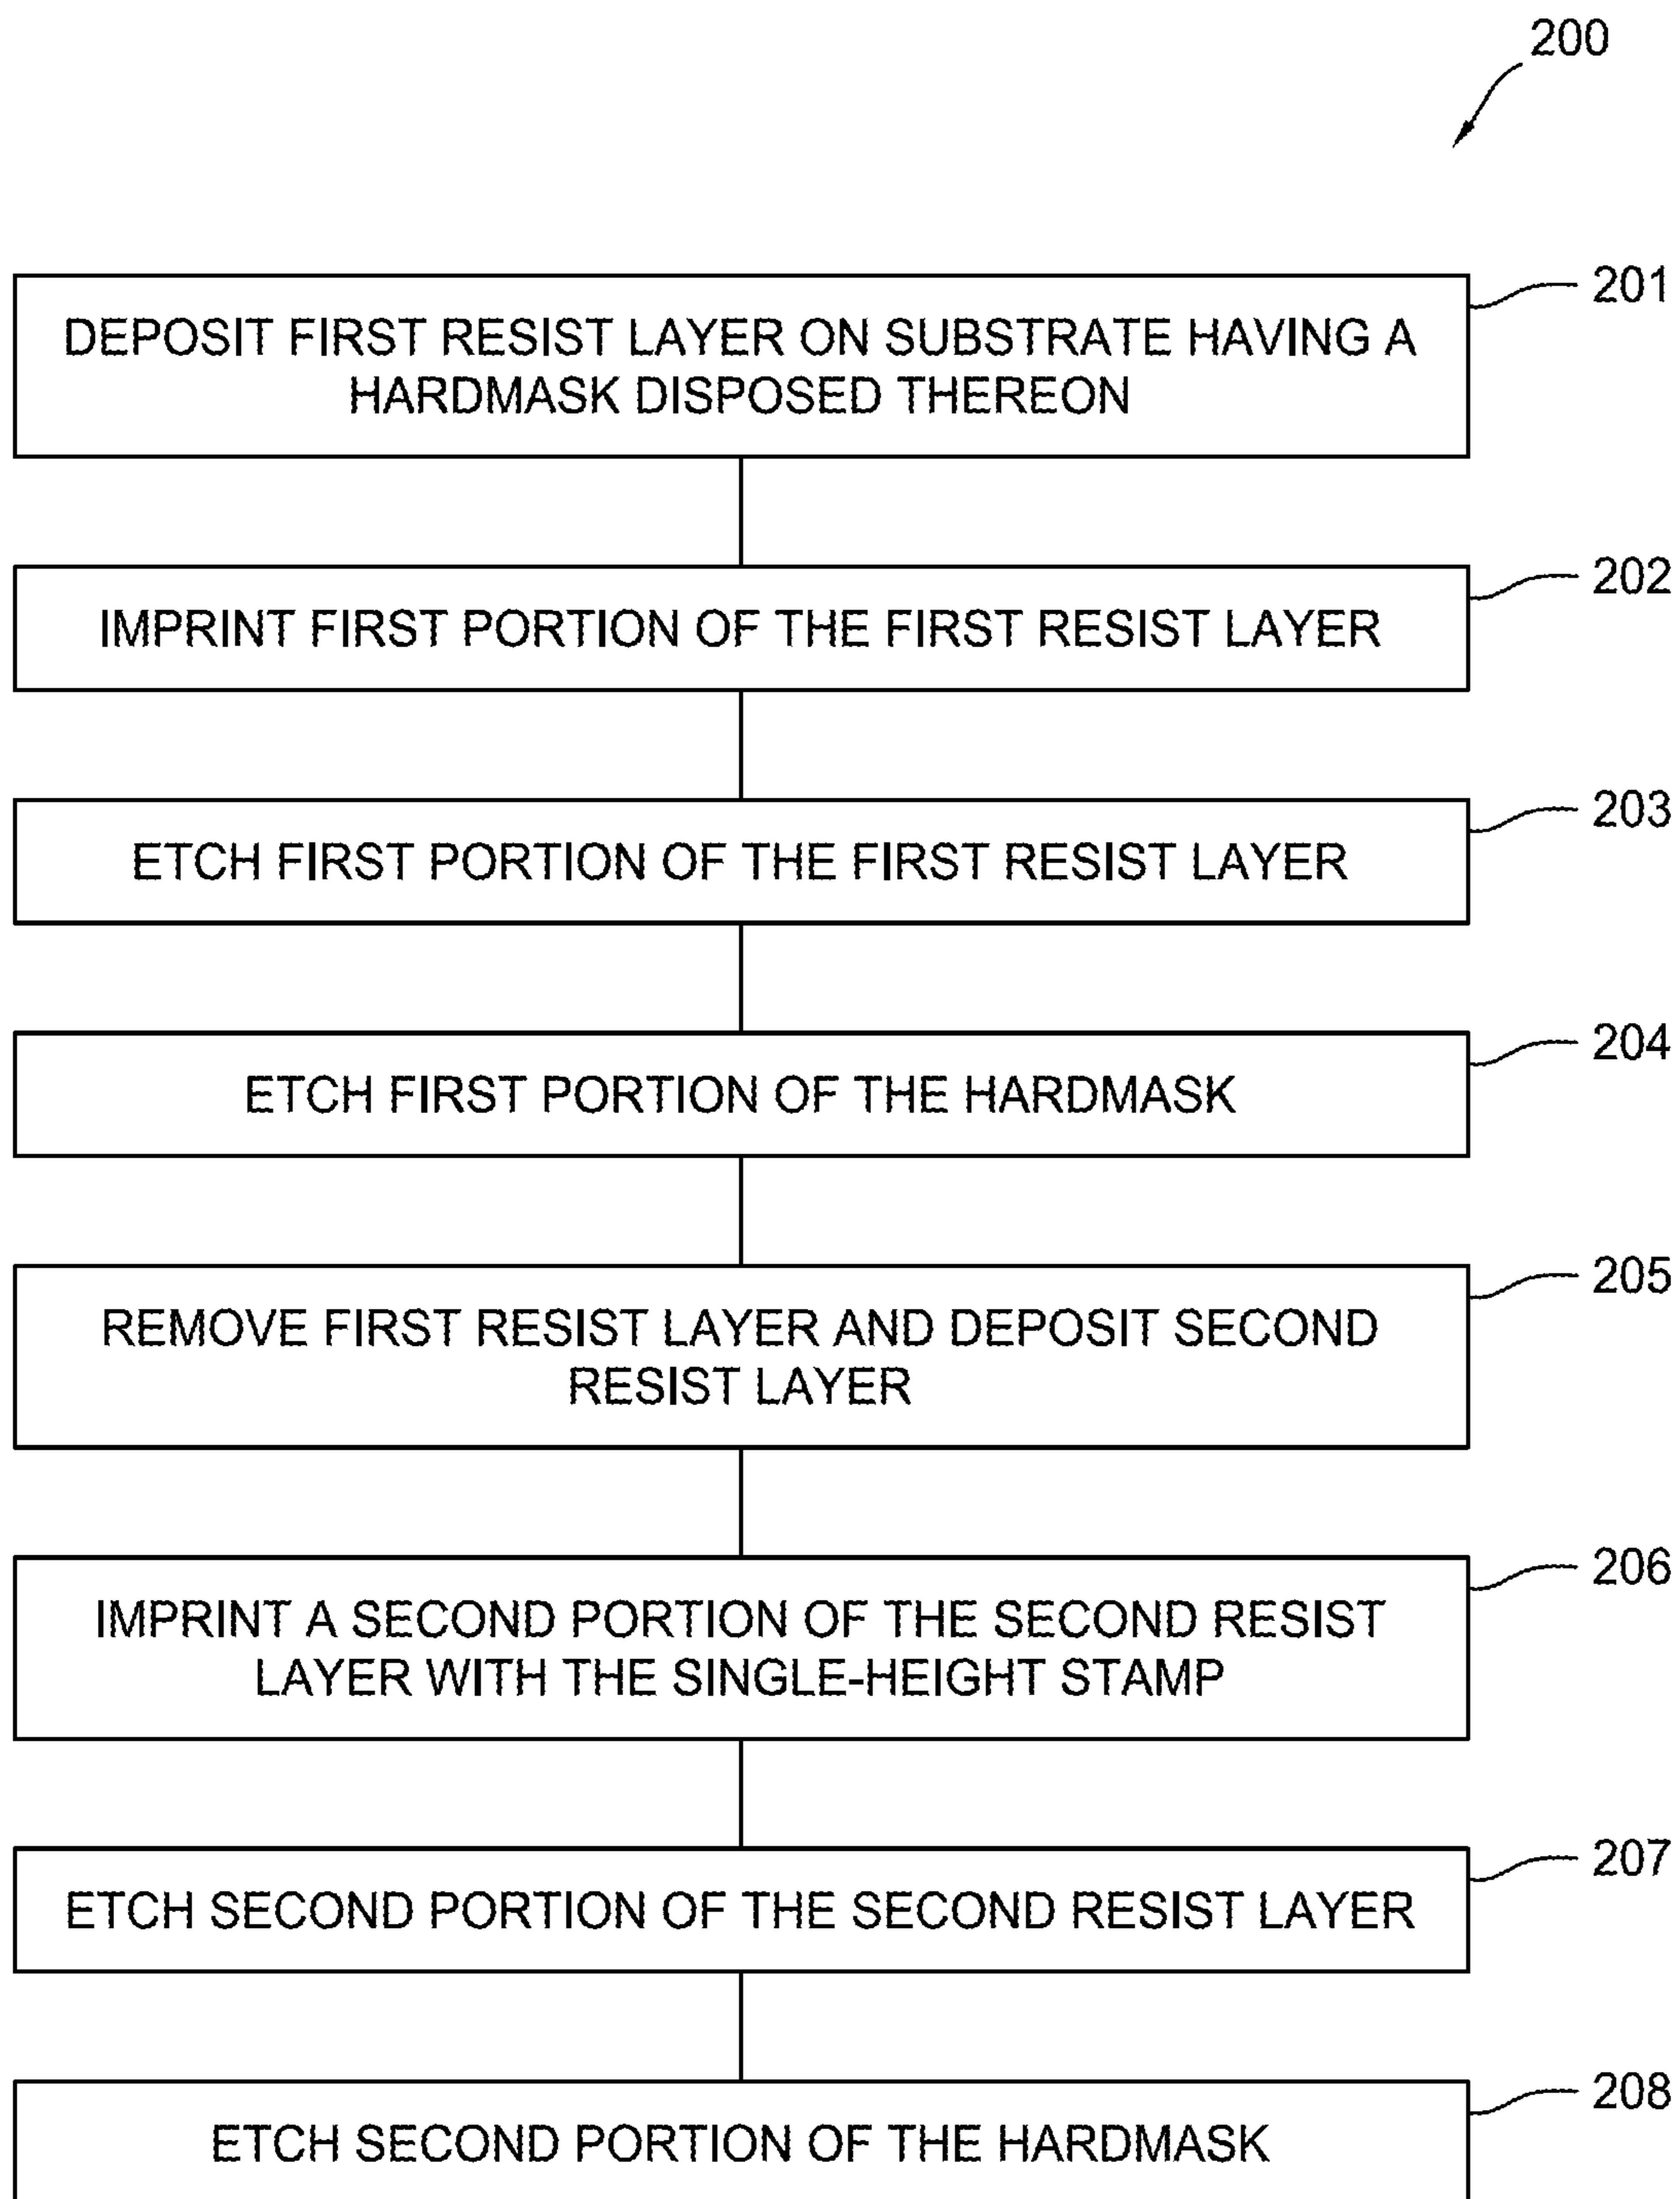 200
DEPOSIT FIRST RESIST LAYER ON SUBSTRATE HAVING A
HARDMASK DISPOSED THEREON
201
IMPRINT FIRST PORTION OF THE FIRST RESIST LAYER
202
ETCH FIRST PORTION OF THE FIRST RESIST LAYER
203
ETCH FIRST PORTION OF THE HARDMASK
204
REMOVE FIRST RESIST LAYER AND DEPOSIT SECOND
RESIST LAYER
205
IMPRINT A SECOND PORTION OF THE SECOND RESIST
LAYER WITH THE SINGLE-HEIGHT STAMP
206
ETCH SECOND PORTION OF THE SECOND RESIST LAYER
207
ETCH SECOND PORTION OF THE HARDMASK
208